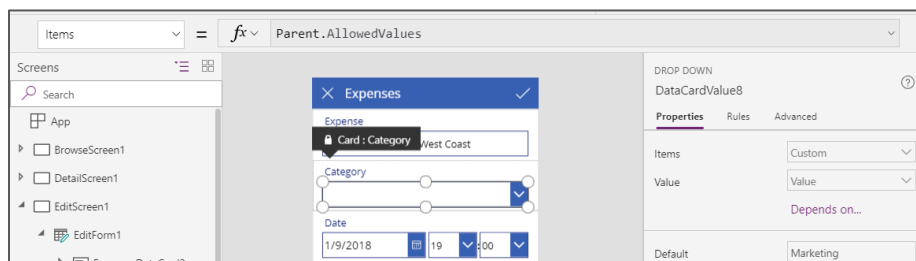 Items = fx Parent.AllowedValues
Screens
Search
App
BrowseScreen1
DetailScreen1
EditScreen1
EditForm1
Expenses
Expense
Card : Category
West Coast
Category
Date
1/9/2018 19 : 00
DROP DOWN
DataCardValue8
Properties Rules Advanced
Items Custom
Value Value
Depends on...
Default Marketing